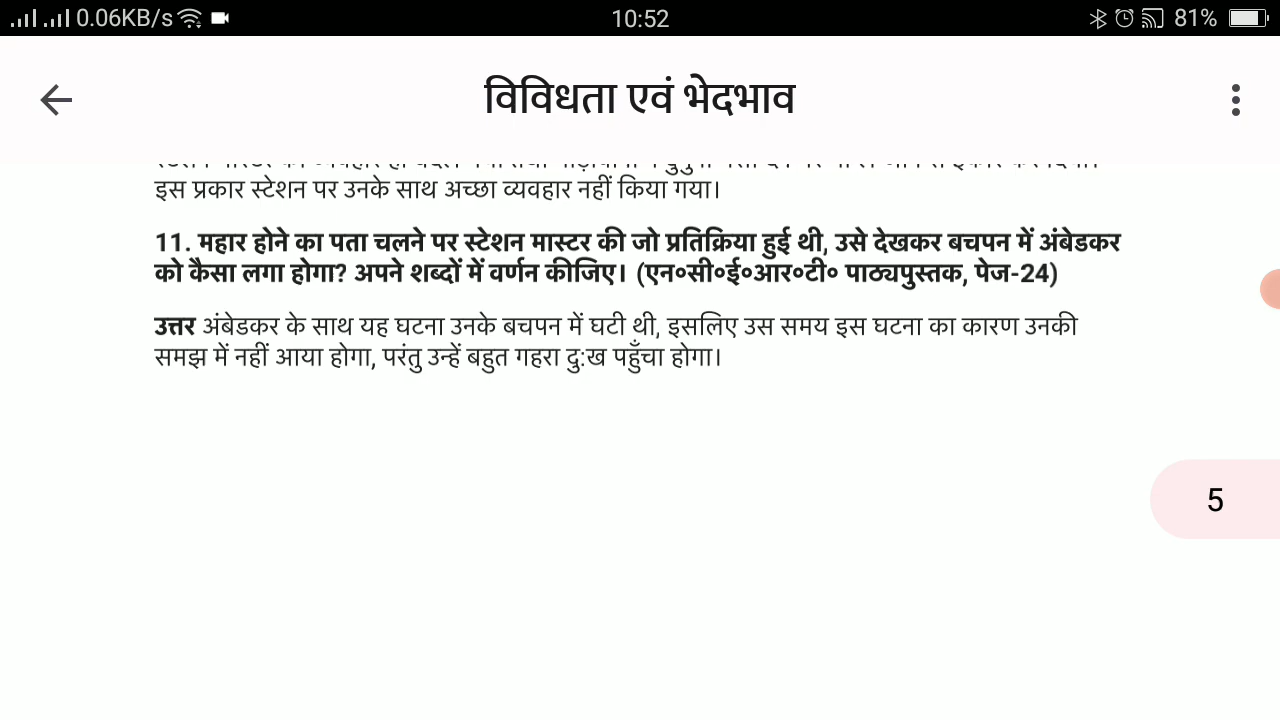 0.06KB/s
10:52
81%
विविधता एवं भेदभाव
इस प्रकार स्टेशन पर उनके साथ अच्छा व्यवहार नहीं किया गया।
11. महार होने का पता चलने पर स्टेशन मास्टर की जो प्रतिक्रिया हुई थी, उसे देखकर बचपन में अंबेडकर
को कैसा लगा होगा? अपने शब्दों में वर्णन कीजिए। (एन०सी०ई०आर०टी० पाठ्यपुस्तक, पेज-24)
उत्तर अंबेडकर के साथ यह घटना उनके बचपन में घटी थी, इसलिए उस समय इस घटना का कारण उनकी
समझ में नहीं आया होगा, परंतु उन्हें बहुत गहरा दु:ख पहुँचा होगा।
5